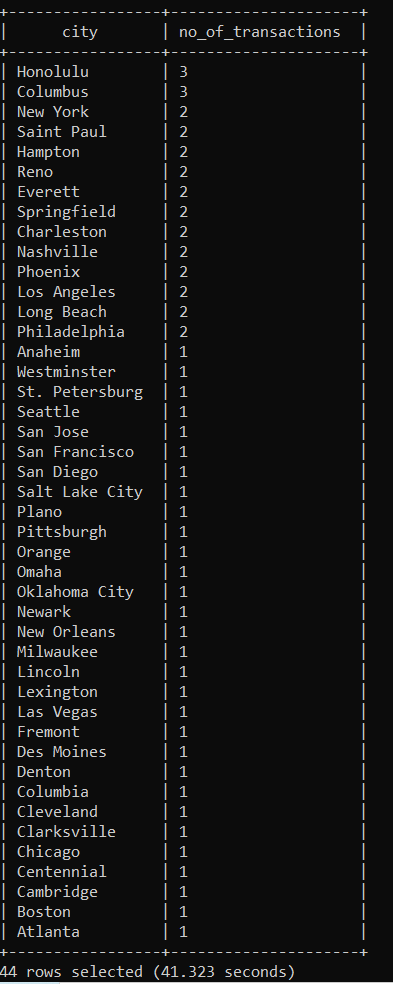 +-----------------+---------------------+
|      city       | no_of_transactions  |
+-----------------+---------------------+
| Honolulu        | 3                   |
| Columbus        | 3                   |
| New York        | 2                   |
| Saint Paul      | 2                   |
| Hampton         | 2                   |
| Reno            | 2                   |
| Everett         | 2                   |
| Springfield     | 2                   |
| Charleston      | 2                   |
| Nashville       | 2                   |
| Phoenix         | 2                   |
| Los Angeles     | 2                   |
| Long Beach      | 2                   |
| Philadelphia    | 2                   |
| Anaheim         | 1                   |
| Westminster     | 1                   |
| St. Petersburg  | 1                   |
| Seattle         | 1                   |
| San Jose        | 1                   |
| San Francisco   | 1                   |
| San Diego       | 1                   |
| Salt Lake City  | 1                   |
| Plano           | 1                   |
| Pittsburgh      | 1                   |
| Orange          | 1                   |
| Omaha           | 1                   |
| Oklahoma City   | 1                   |
| Newark          | 1                   |
| New Orleans     | 1                   |
| Milwaukee       | 1                   |
| Lincoln         | 1                   |
| Lexington       | 1                   |
| Las Vegas       | 1                   |
| Fremont         | 1                   |
| Des Moines      | 1                   |
| Denton          | 1                   |
| Columbia        | 1                   |
| Cleveland       | 1                   |
| Clarksville     | 1                   |
| Chicago         | 1                   |
| Centennial      | 1                   |
| Cambridge       | 1                   |
| Boston          | 1                   |
| Atlanta         | 1                   |
+-----------------+---------------------+
44 rows selected (41.323 seconds)